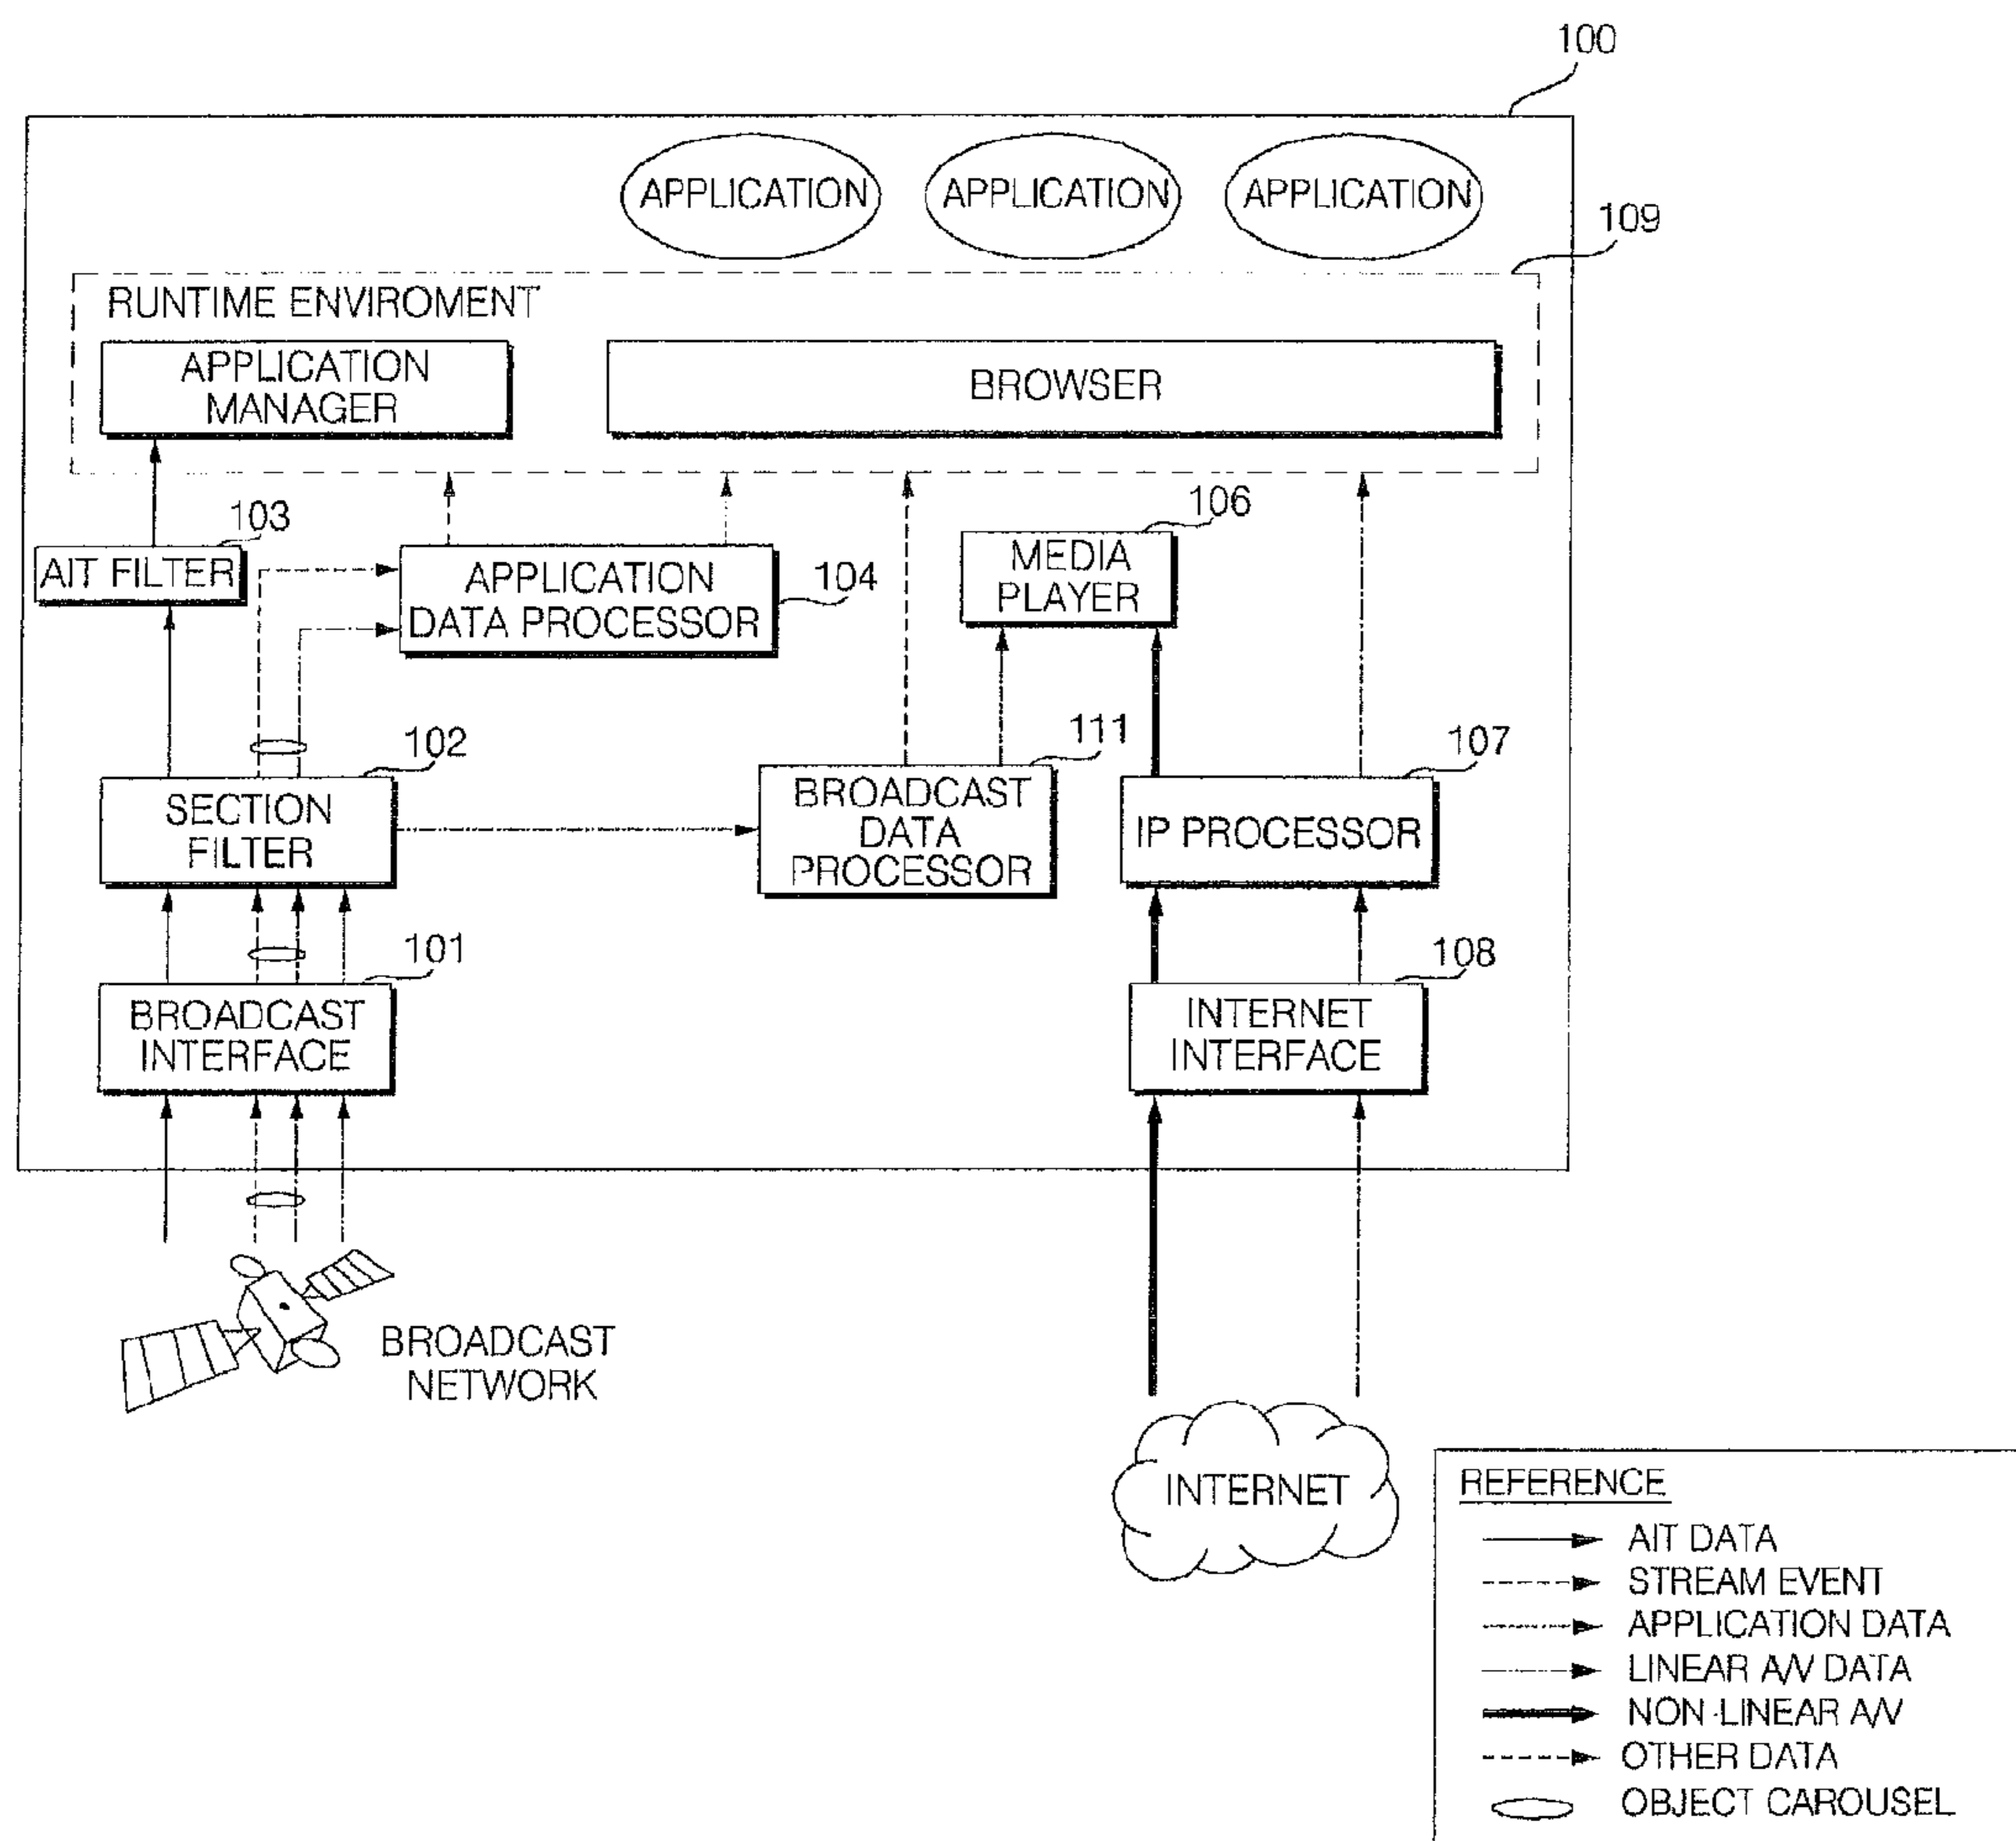 100
APPLICATION
APPLICATION
APPLICATION
109
RUNTIME ENVIROMENT
APPLICATION
MANAGER
BROWSER
103
106
AIT FILTER
APPLICATION
DATA PROCESSOR
104
MEDIA
PLAYER
102
111
107
SECTION
FILTER
BROADCAST
DATA
PROCESSOR
IP PROCESSOR
101
108
BROADCAST
INTERFACE
INTERNET
INTERFACE
BROADCAST
NETWORK
INTERNET
REFERENCE
AIT DATA
STREAM EVENT
APPLICATION DATA
LINEAR A/V DATA
NON-LINEAR A/V
OTHER DATA
OBJECT CAROUSEL